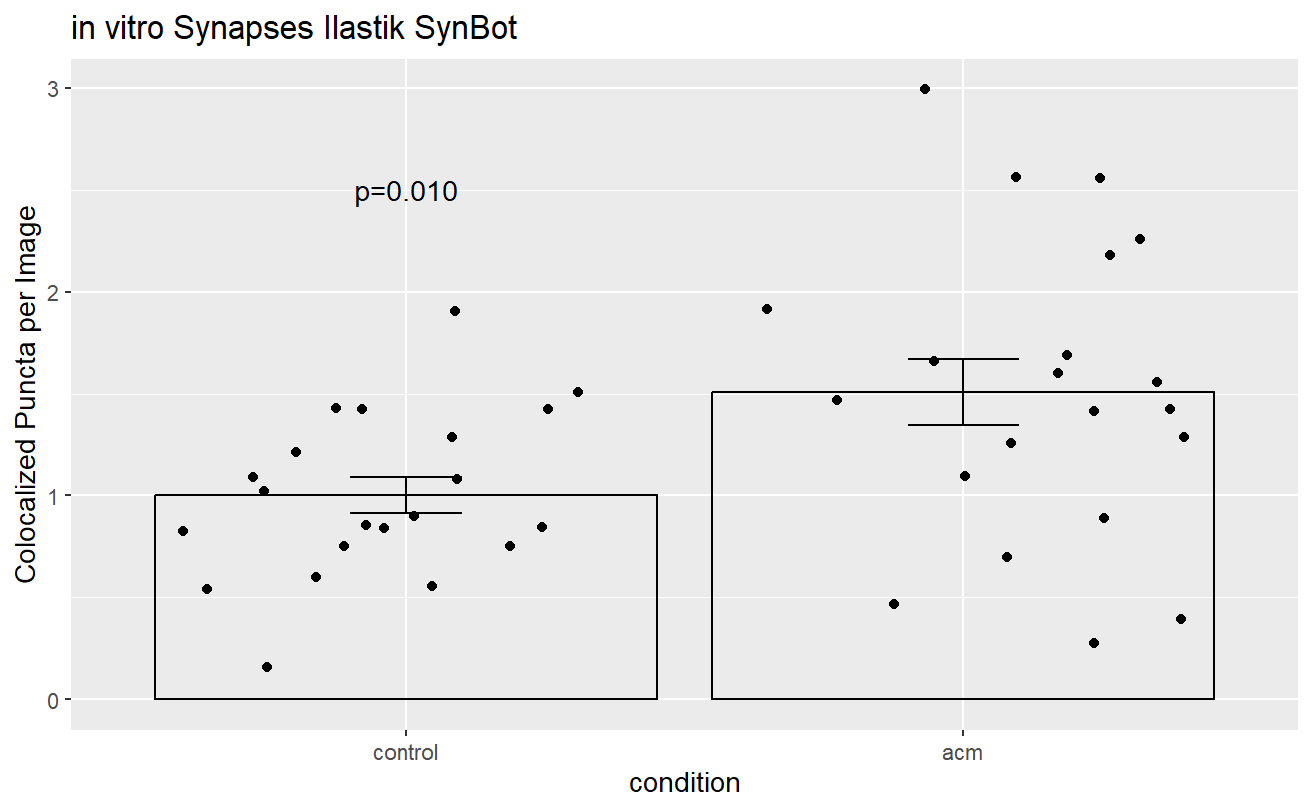 in vitro Synapses Ilastik SynBot
Colocalized Puncta per Image
3
2
1
0
p=0.010
control
acm
condition